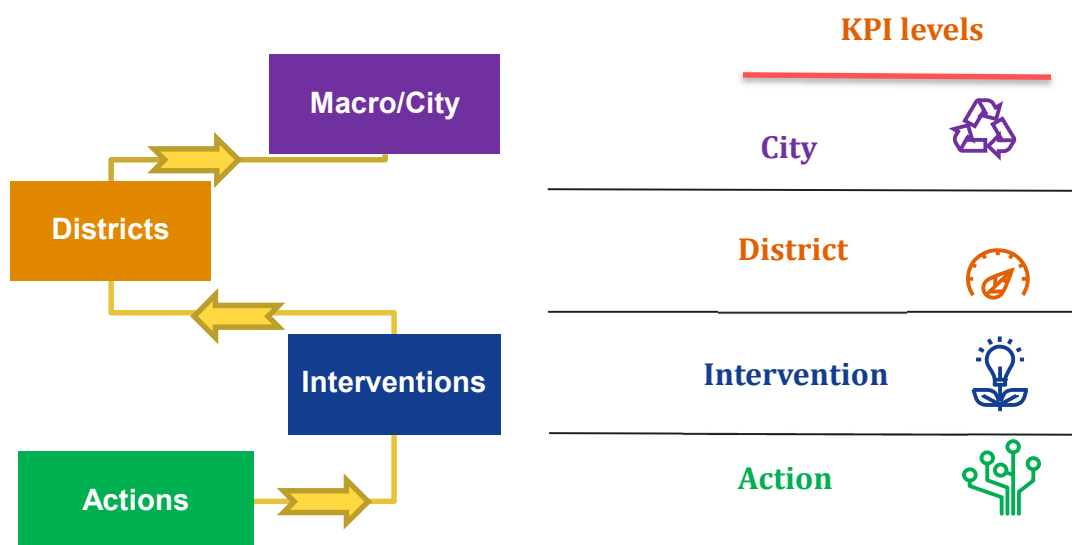 Macro/City
Districts
Interventions
Actions
KPI levels
City
District
Intervention
Action